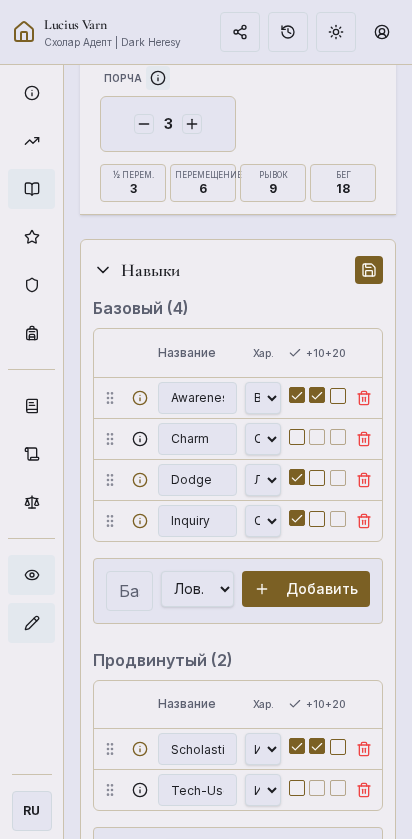 Lucius Varn
Схолар Адепт | Dark Heresy
ПОРЧА
3
½ ПЕРЕМ. ПЕРЕМЕЩЕНИЕ РЫВОК БЕГ
3 6 9 18
Навыки
Базовый (4)
Название Хар. +10+20
Awarenes В
Charm О
Dodge Л
Inquiry О
Ба Лов. Добавить
Продвинутый (2)
Название Хар. +10+20
Scholasti И
Tech-Us И
RU